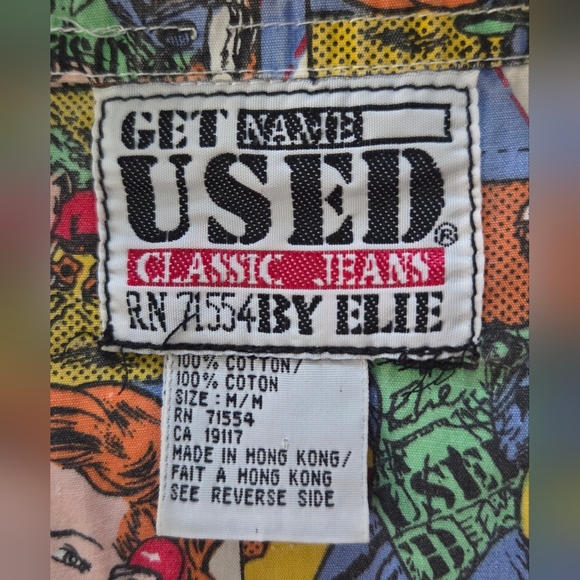 GET NAME
USED®
CLASSIC JEANS
RN 71554 BY ELIE
100% COTTON/
100% COTON
SIZE: M/M
RN 71554
CA 19117
MADE IN HONG KONG/
FAIT A HONG KONG
SEE REVERSE SIDE
USE